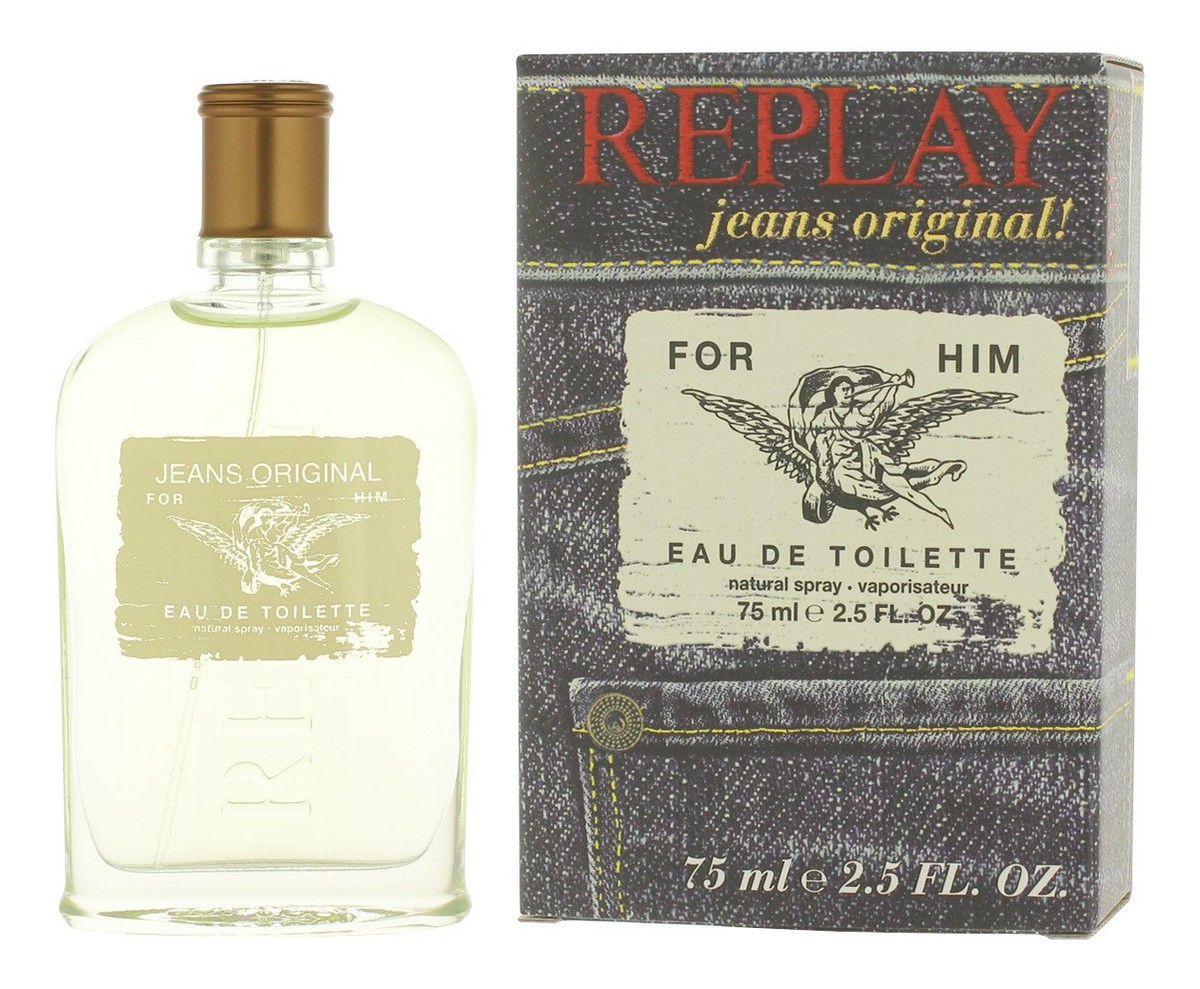 JEANS ORIGINAL
FOR HIM
EAU DE TOILETTE
natural spray · vaporisateur
RE
REPLAY
jeans original!
FOR HIM
EAU DE TOILETTE
natural spray · vaporisateur
75 ml ℮ 2.5 FL. OZ.
75 ml ℮ 2.5 FL. OZ.